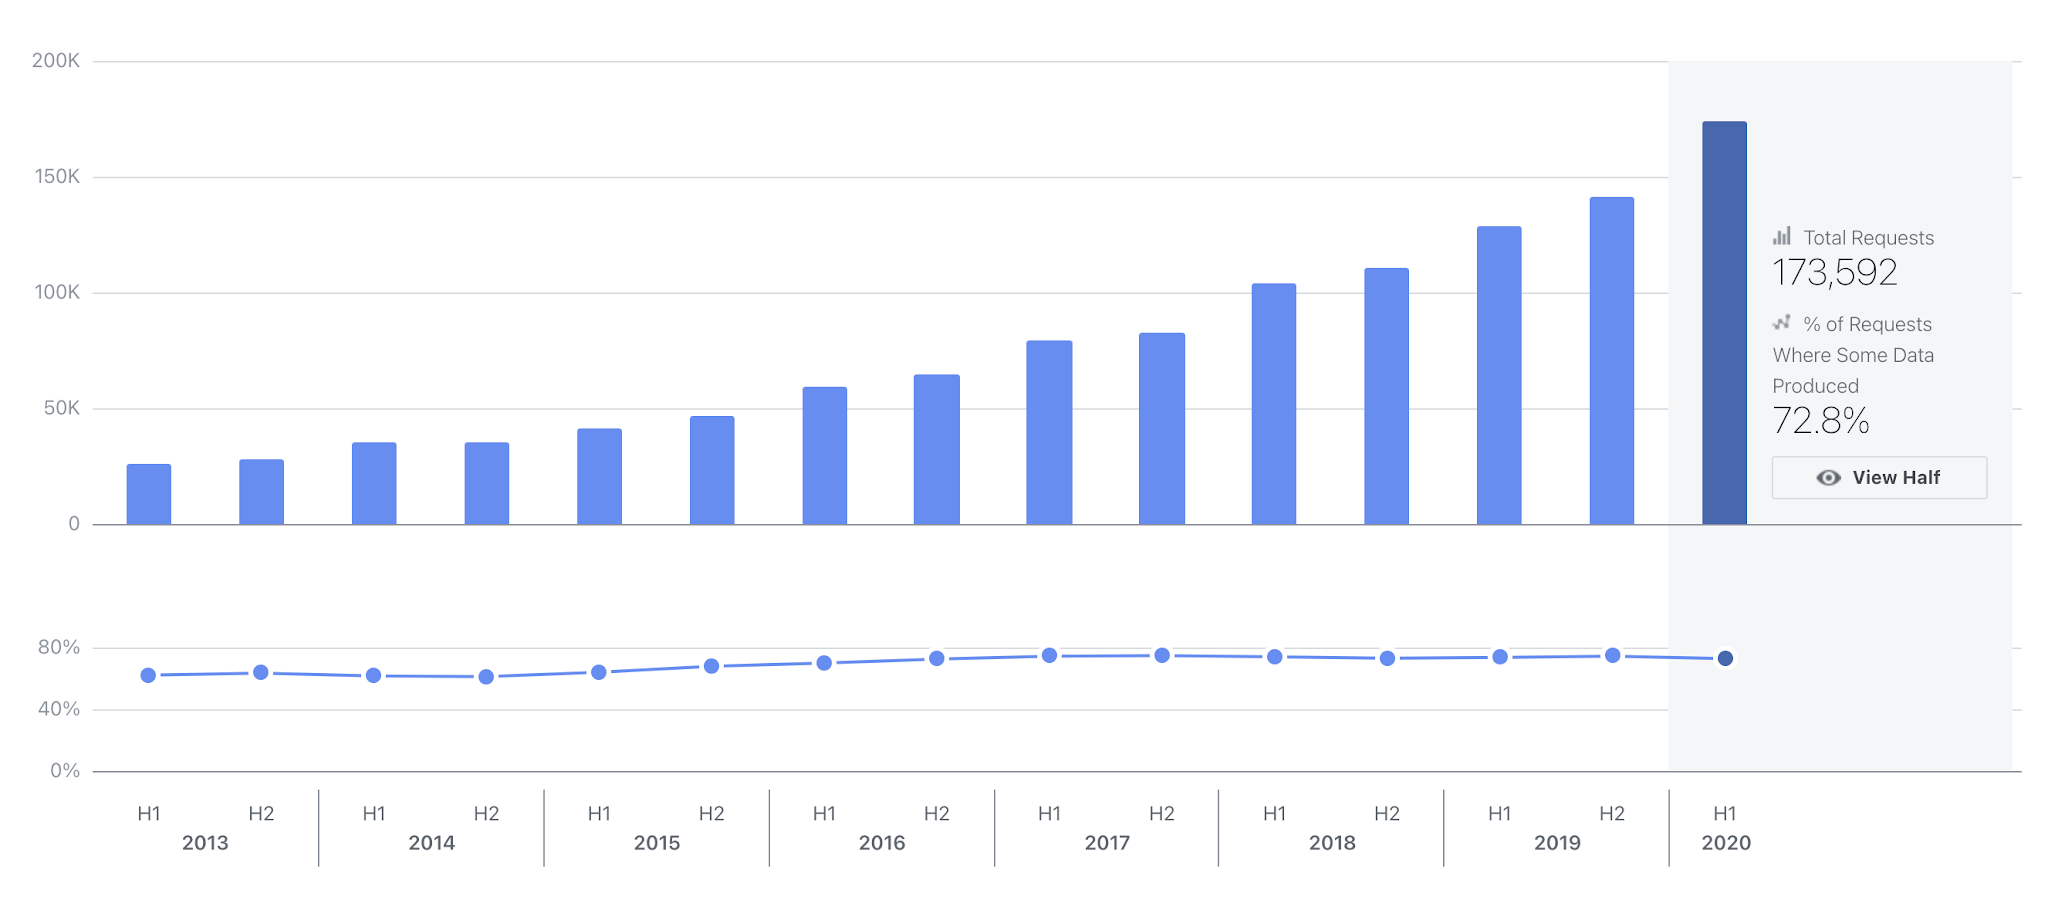 200K
150K
100K
50K
0
Total Requests
173,592
% of Requests
Where Some Data
Produced
72.8%
View Half
80%
40%
0%
H1 H2 H1 H2 H1 H2 H1 H2 H1 H2 H1 H2 H1 H2 H1
2013 2014 2015 2016 2017 2018 2019 2020